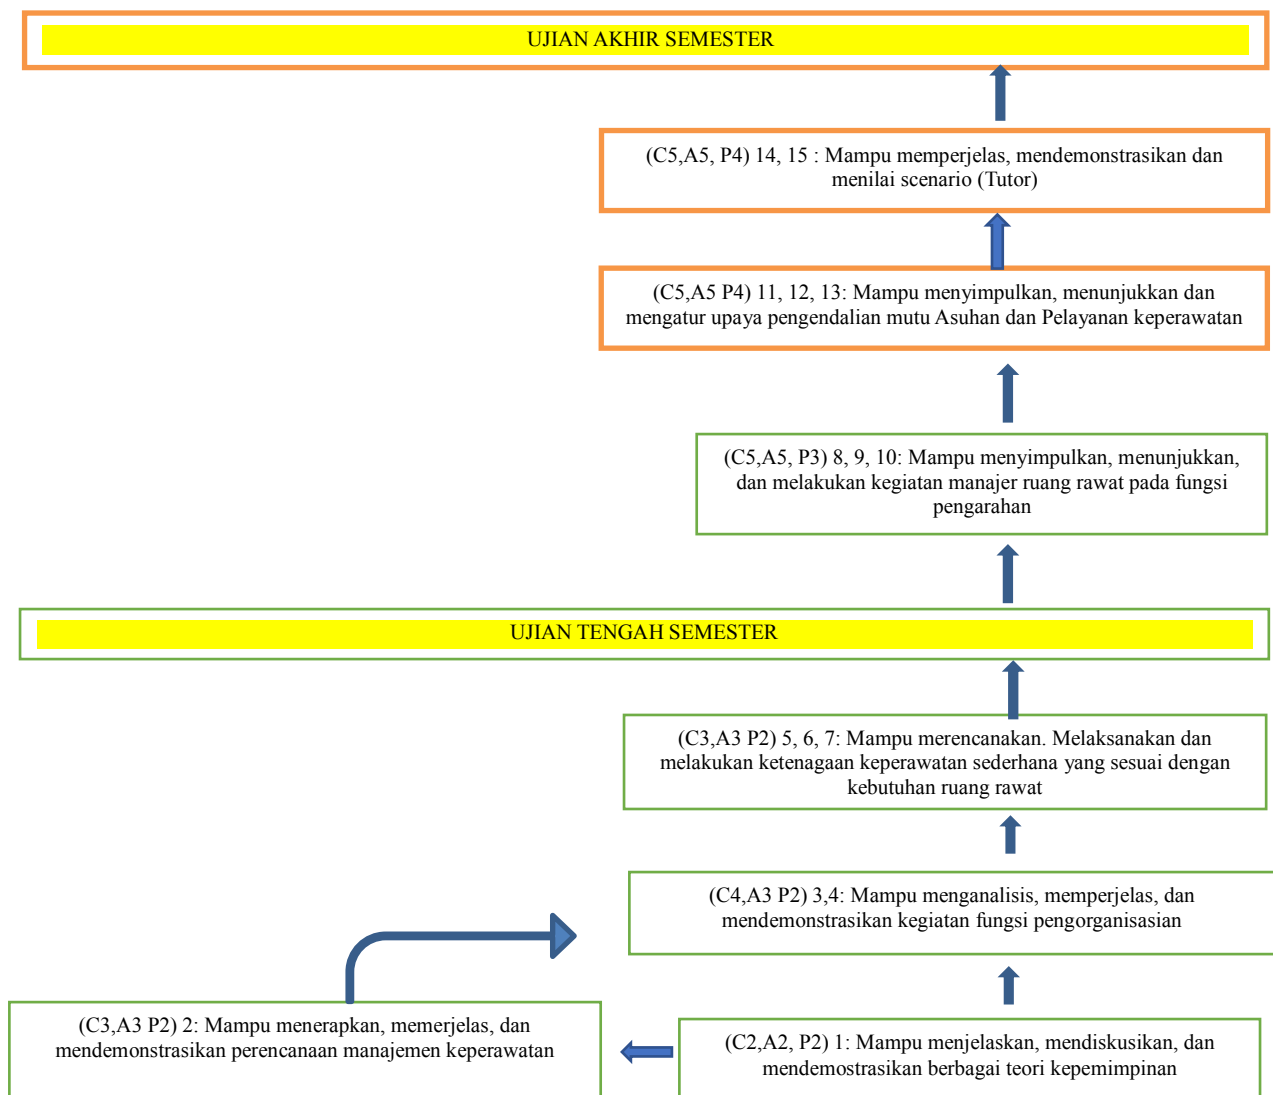 UJIAN AKHIR SEMESTER
(C5,A5, P4) 14, 15 : Mampu memperjelas, mendemonstrasikan dan
menilai scenario (Tutor)
(C5,A5 P4) 11, 12, 13: Mampu menyimpulkan, menunjukkan dan
mengatur upaya pengendalian mutu Asuhan dan Pelayanan keperawatan
(C5,A5, P3) 8, 9, 10: Mampu menyimpulkan, menunjukkan,
dan melakukan kegiatan manajer ruang rawat pada fungsi
pengarahan
UJIAN TENGAH SEMESTER
(C3,A3 P2) 5, 6, 7: Mampu merencanakan. Melaksanakan dan
melakukan ketenagaan keperawatan sederhana yang sesuai dengan
kebutuhan ruang rawat
(C4,A3 P2) 3,4: Mampu menganalisis, memperjelas, dan
mendemonstrasikan kegiatan fungsi pengorganisasian
(C3,A3 P2) 2: Mampu menerapkan, memerjelas, dan
mendemonstrasikan perencanaan manajemen keperawatan
(C2,A2, P2) 1: Mampu menjelaskan, mendiskusikan, dan
mendemostrasikan berbagai teori kepemimpinan